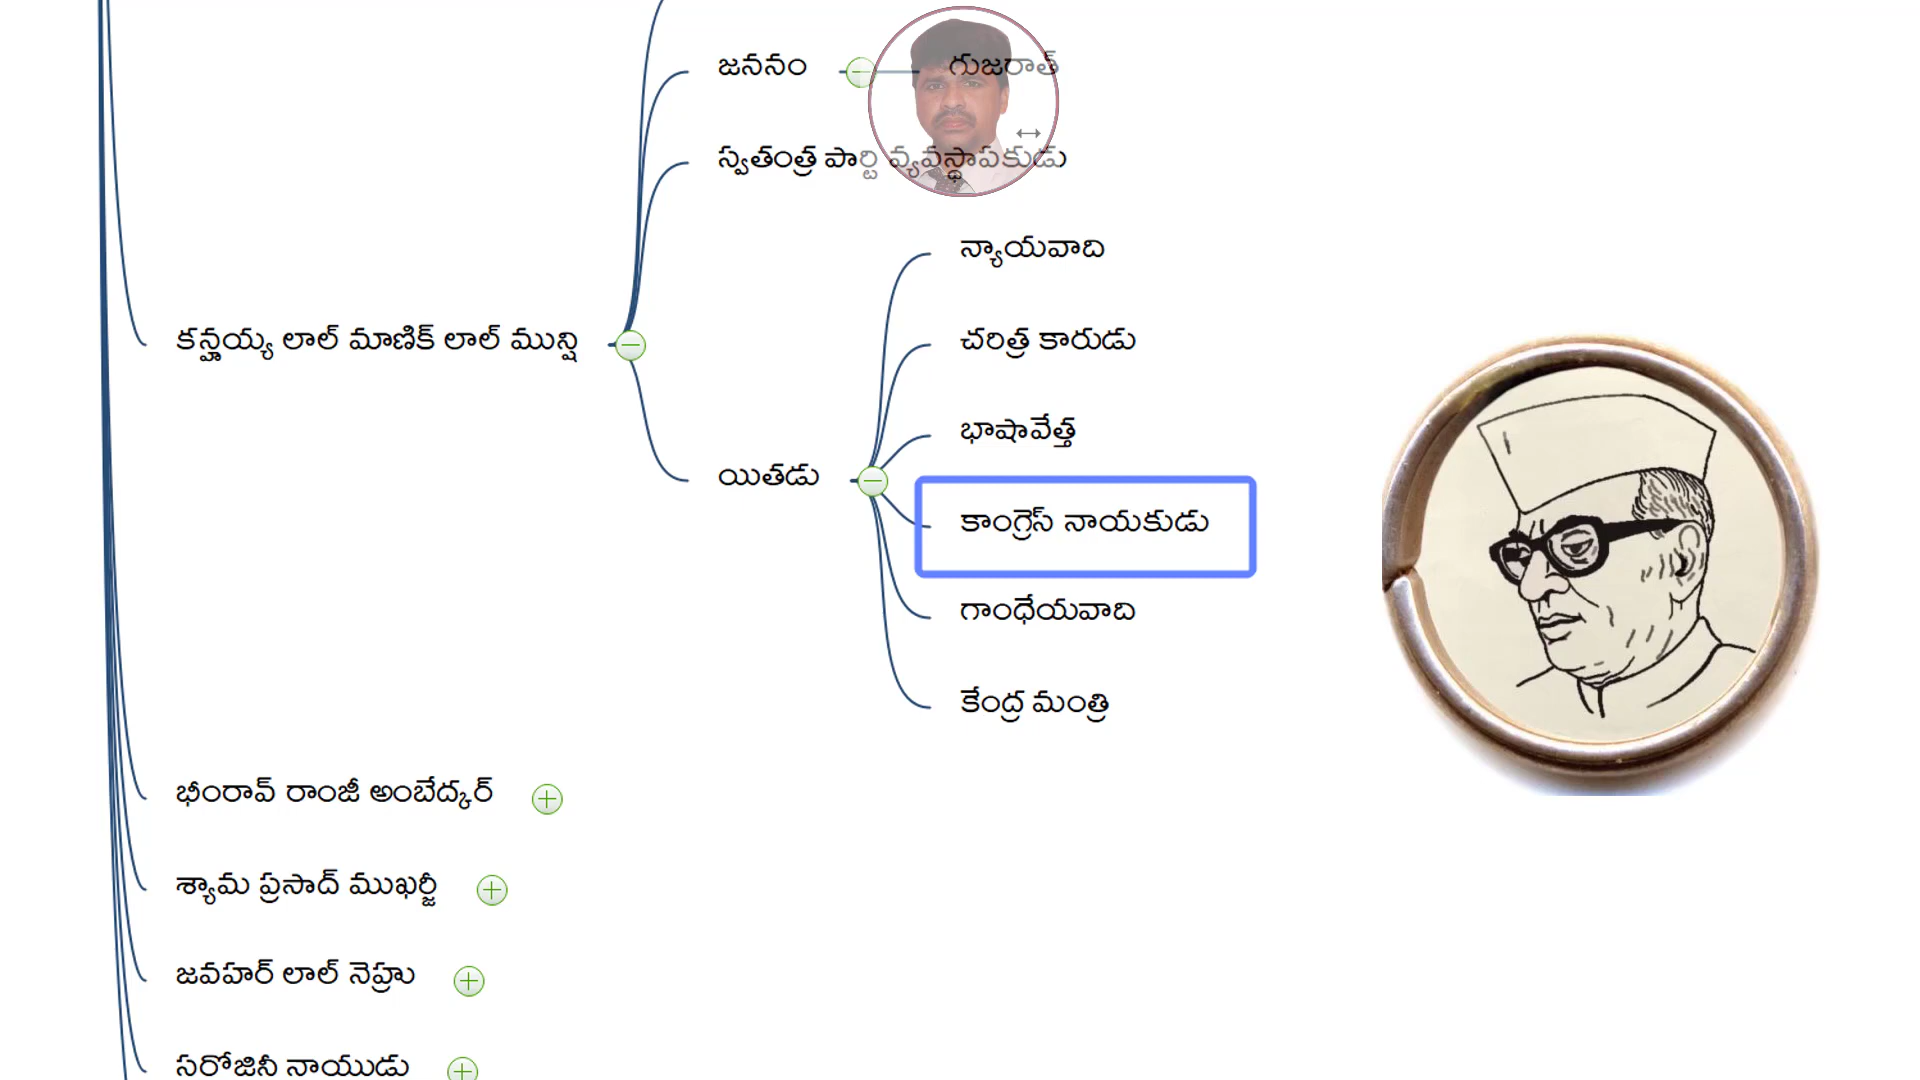 జననం
గుజరాత్
స్వతంత్ర పార్టి వ్యవస్థాపకుడు
న్యాయవాది
కన్హయ్య లాల్ మాణిక్ లాల్ మున్షి
చరిత్ర కారుడు
భాషావేత్త
యితడు
కాంగ్రెస్ నాయకుడు
గాంధేయవాది
కేంద్ర మంత్రి
భీంరావ్ రాంజీ అంబేద్కర్
శ్యామ ప్రసాద్ ముఖర్జీ
జవహర్ లాల్ నెహ్రు
సరోజినీ నాయుడు